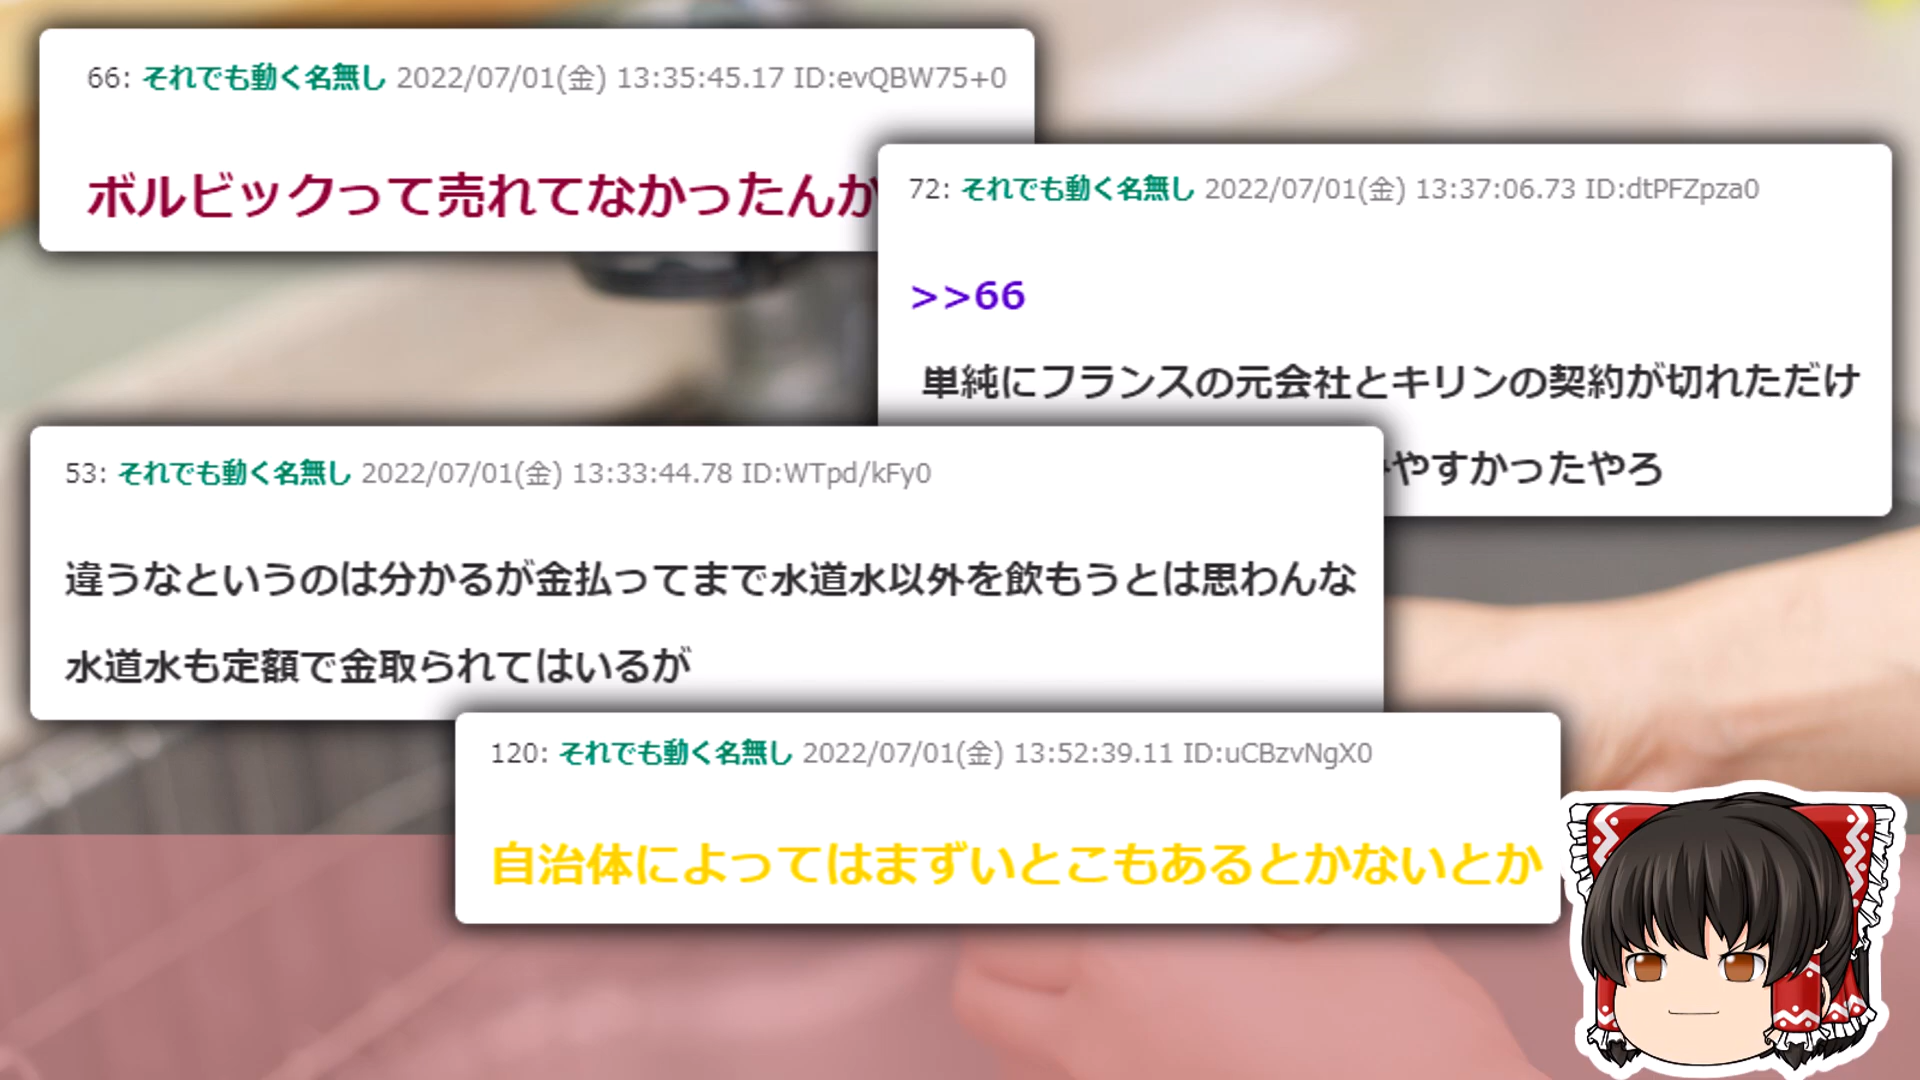 66: それでも動く名無し 2022/07/01(金) 13:35:45.17 ID:evQBW75+0
ボルビックって売れてなかったんか
72: それでも動く名無し 2022/07/01(金) 13:37:06.73 ID:dtPFZpza0
>>66
単純にフランスの元会社とキリンの契約が切れただけ
やすかったやろ
53: それでも動く名無し 2022/07/01(金) 13:33:44.78 ID:WTpd/kFy0
違うなというのは分かるが金払ってまで水道水以外を飲もうとは思わんな
水道水も定額で金取られてはいるが
120: それでも動く名無し 2022/07/01(金) 13:52:39.11 ID:uCBzvNgX0
自治体によってはまずいとこもあるとかないとか